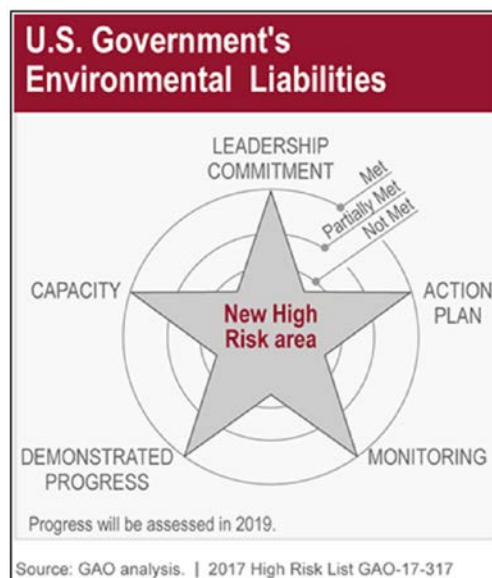 U.S. Government's
Environmental Liabilities
LEADERSHIP
COMMITMENT
Met
Partially Met
Not Met
CAPACITY
ACTION
PLAN
New High
Risk area
DEMONSTRATED
PROGRESS
MONITORING
Progress will be assessed in 2019.
Source: GAO analysis. | 2017 High Risk List GAO-17-317